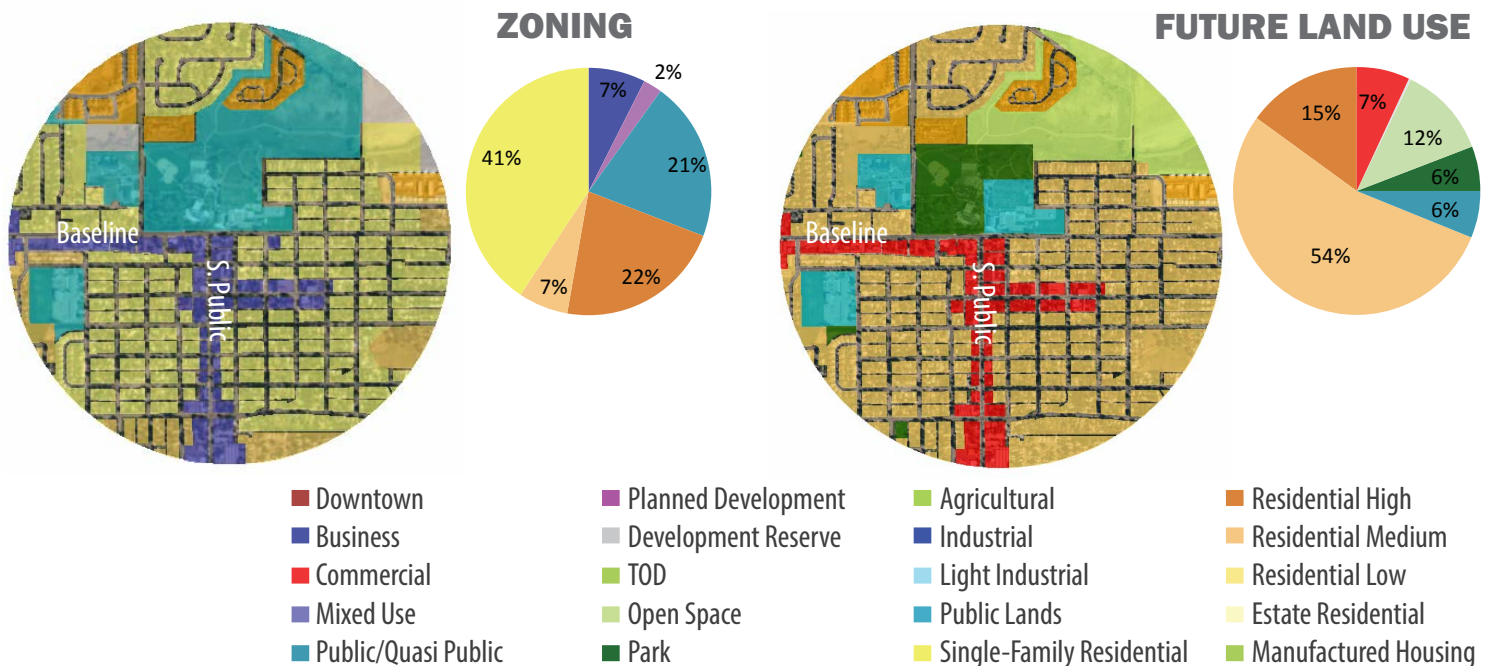 ZONING
FUTURE LAND USE
7%
2%
21%
22%
7%
41%
7%
12%
6%
6%
54%
15%
Baseline
S. Public
Baseline
S. Public
Downtown
Business
Commercial
Mixed Use
Public/Quasi Public
Planned Development
Development Reserve
TOD
Open Space
Park
Agricultural
Industrial
Light Industrial
Public Lands
Single-Family Residential
Residential High
Residential Medium
Residential Low
Estate Residential
Manufactured Housing